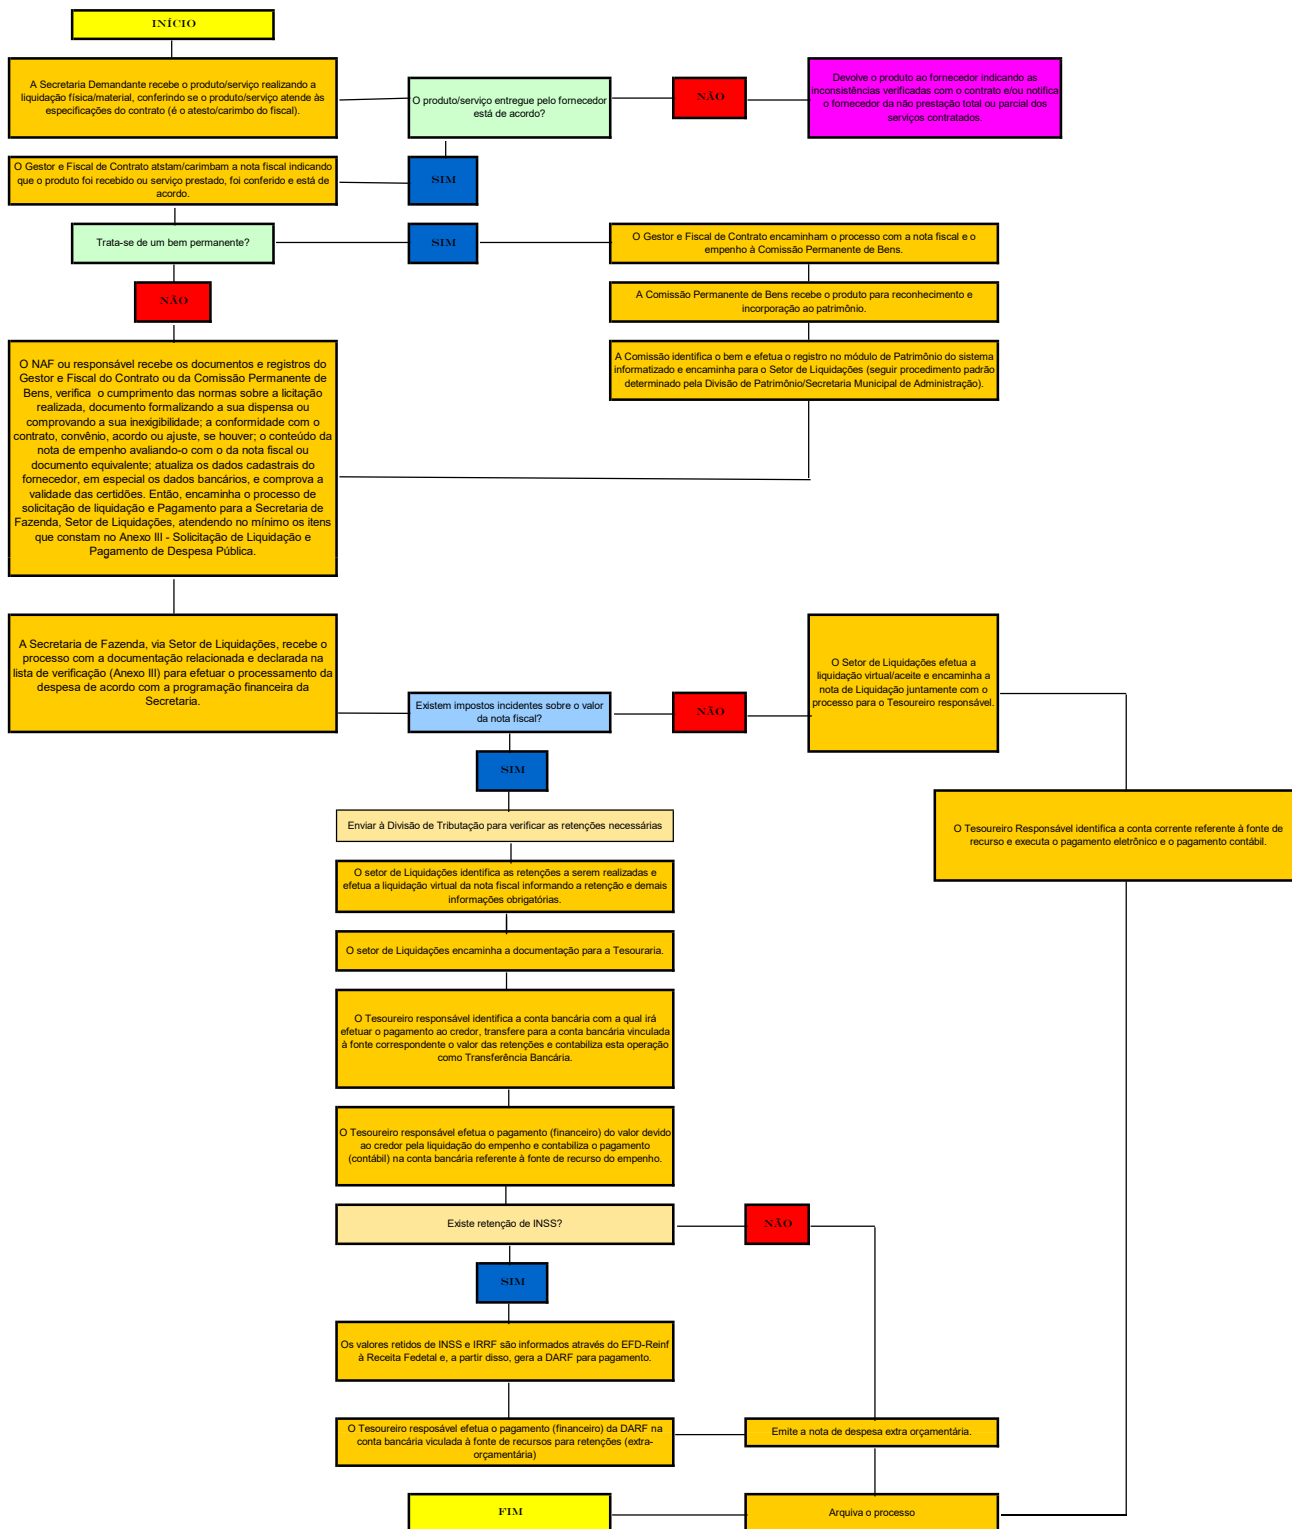 INÍCIO
A Secretaria Demandante recebe o produto/serviço realizando a
liquidação física/material, conferindo se o produto/serviço atende às
especificações do contrato (é o atesto/carimbo do fiscal).
O produto/serviço entregue pelo fornecedor
está de acordo?
NÃO
Devolve o produto ao fornecedor indicando as
inconsistências verificadas com o contrato e/ou notifica
o fornecedor da não prestação total ou parcial dos
serviços contratados.
O Gestor e Fiscal de Contrato atstam/carimbam a nota fiscal indicando
que o produto foi recebido ou serviço prestado, foi conferido e está de
acordo.
SIM
Trata-se de um bem permanente?
SIM
O Gestor e Fiscal de Contrato encaminham o processo com a nota fiscal e o
empenho à Comissão Permanente de Bens.
NÃO
A Comissão Permanente de Bens recebe o produto para reconhecimento e
incorporação ao patrimônio.
A Comissão identifica o bem e efetua o registro no módulo de Patrimônio do sistema
informatizado e encaminha para o Setor de Liquidações (seguir procedimento padrão
determinado pela Divisão de Patrimônio/Secretaria Municipal de Administração).
O NAF ou responsável recebe os documentos e registros do
Gestor e Fiscal do Contrato ou da Comissão Permanente de
Bens, verifica o cumprimento das normas sobre a licitação
realizada, documento formalizando a sua dispensa ou
comprovando a sua inexigibilidade; a conformidade com o
contrato, convênio, acordo ou ajuste, se houver; o conteúdo da
nota de empenho avaliando-o com o da nota fiscal ou
documento equivalente; atualiza os dados cadastrais do
fornecedor, em especial os dados bancários, e comprova a
validade das certidões. Então, encaminha o processo de
solicitação de liquidação e Pagamento para a Secretaria de
Fazenda, Setor de Liquidações, atendendo no mínimo os itens
que constam no Anexo III - Solicitação de Liquidação e
Pagamento de Despesa Pública.
A Secretaria de Fazenda, via Setor de Liquidações, recebe o
processo com a documentação relacionada e declarada na
lista de verificação (Anexo III) para efetuar o processamento da
despesa de acordo com a programação financeira da
Secretaria.
Existem impostos incidentes sobre o valor
da nota fiscal?
NÃO
O Setor de Liquidações efetua a
liquidação virtual/aceite e encaminha a
nota de Liquidação juntamente com o
processo para o Tesoureiro responsável.
SIM
Enviar à Divisão de Tributação para verificar as retenções necessárias
O Tesoureiro Responsável identifica a conta corrente referente à fonte de
recurso e executa o pagamento eletrônico e o pagamento contábil.
O setor de Liquidações identifica as retenções a serem realizadas e
efetua a liquidação virtual da nota fiscal informando a retenção e demais
informações obrigatórias.
O setor de Liquidações encaminha a documentação para a Tesouraria.
O Tesoureiro responsável identifica a conta bancária com a qual irá
efetuar o pagamento ao credor, transfere para a conta bancária vinculada
à fonte correspondente o valor das retenções e contabiliza esta operação
como Transferência Bancária.
O Tesoureiro responsável efetua o pagamento (financeiro) do valor devido
ao credor pela liquidação do empenho e contabiliza o pagamento
(contábil) na conta bancária referente à fonte de recurso do empenho.
Existe retenção de INSS?
NÃO
SIM
Os valores retidos de INSS e IRRF são informados através do EFD-Reinf
à Receita Fedetal e, a partir disso, gera a DARF para pagamento.
O Tesoureiro resposável efetua o pagamento (financeiro) da DARF na
conta bancária viculada à fonte de recursos para retenções (extra-
orçamentária)
Emite a nota de despesa extra orçamentária.
FIM
Arquiva o processo